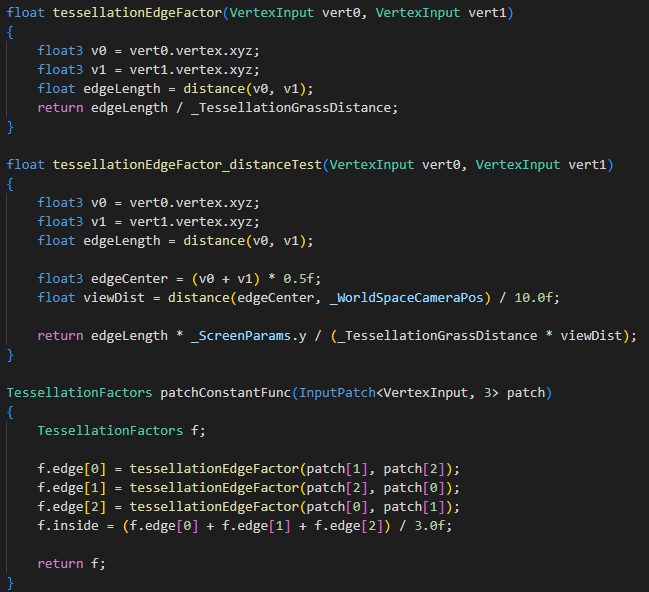 float tessellationEdgeFactor(VertexInput vert0, VertexInput vert1)
{
    float3 v0 = vert0.vertex.xyz;
    float3 v1 = vert1.vertex.xyz;
    float edgeLength = distance(v0, v1);
    return edgeLength / _TessellationGrassDistance;
}

float tessellationEdgeFactor_distanceTest(VertexInput vert0, VertexInput vert1)
{
    float3 v0 = vert0.vertex.xyz;
    float3 v1 = vert1.vertex.xyz;
    float edgeLength = distance(v0, v1);

    float3 edgeCenter = (v0 + v1) * 0.5f;
    float viewDist = distance(edgeCenter, _WorldSpaceCameraPos) / 10.0f;

    return edgeLength * _ScreenParams.y / (_TessellationGrassDistance * viewDist);
}

TessellationFactors patchConstantFunc(InputPatch<VertexInput, 3> patch)
{
    TessellationFactors f;

    f.edge[0] = tessellationEdgeFactor(patch[1], patch[2]);
    f.edge[1] = tessellationEdgeFactor(patch[2], patch[0]);
    f.edge[2] = tessellationEdgeFactor(patch[0], patch[1]);
    f.inside = (f.edge[0] + f.edge[1] + f.edge[2]) / 3.0f;

    return f;
}